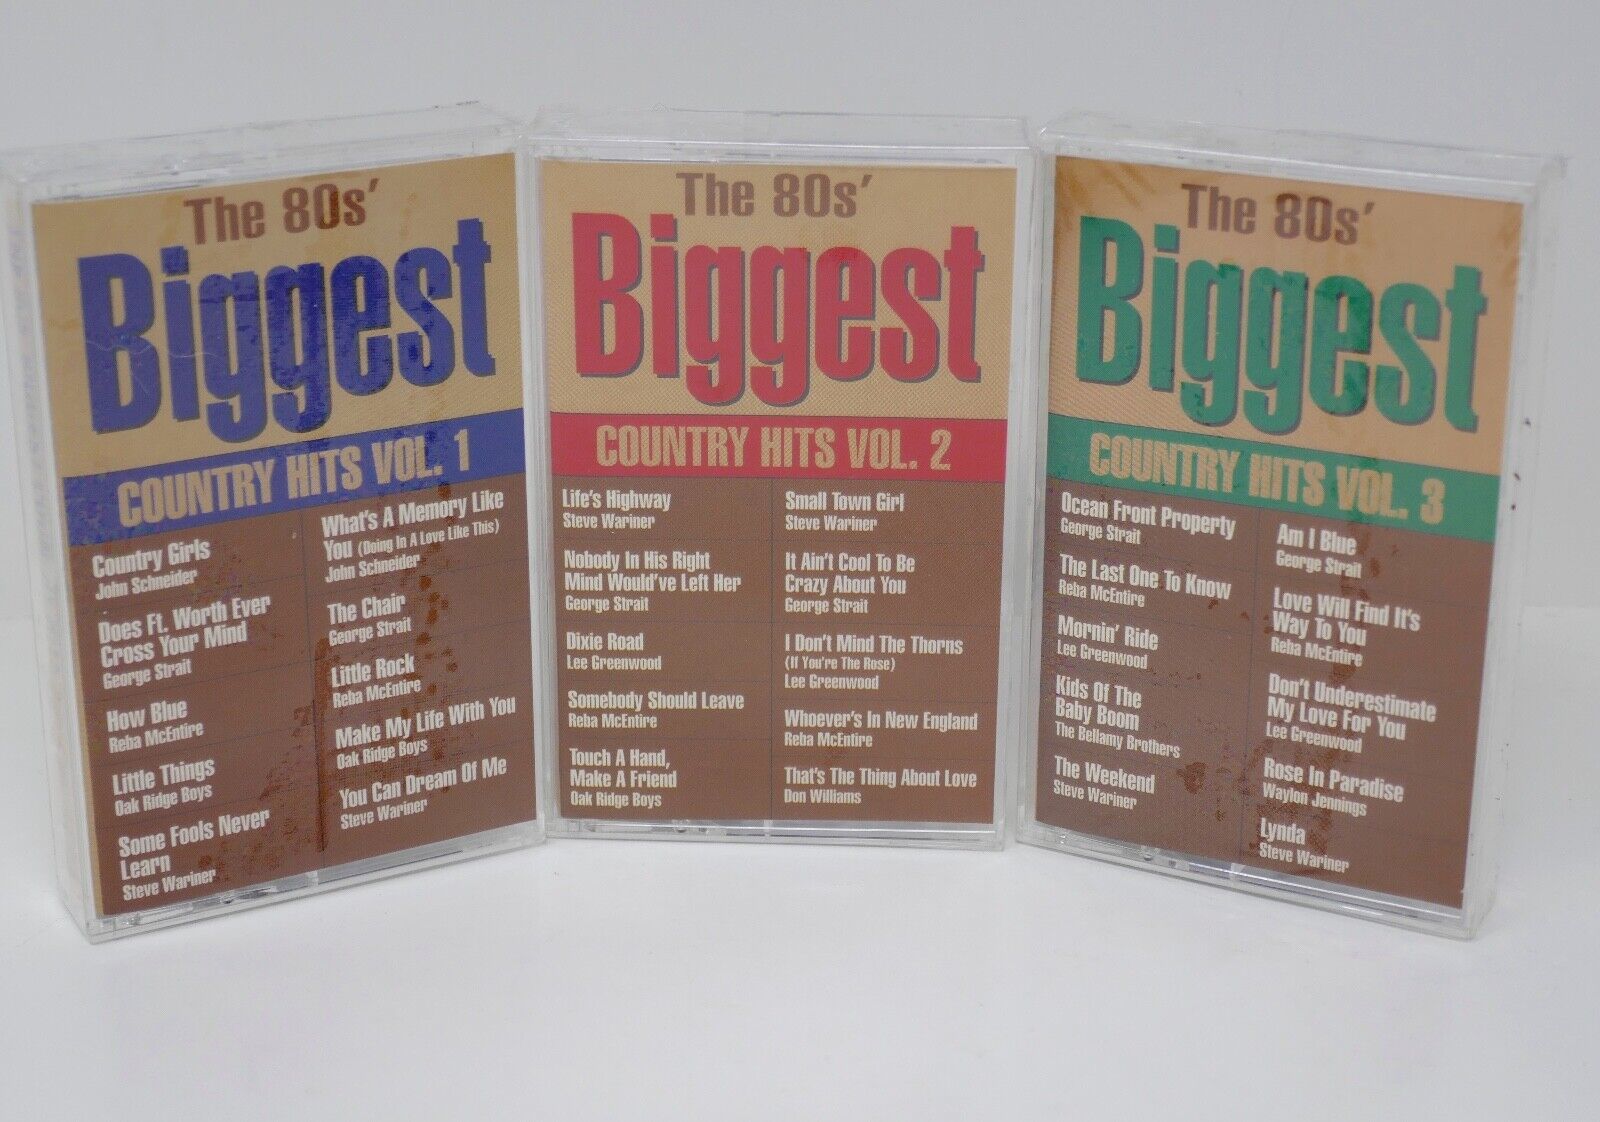 The 80s'
Biggest
COUNTRY HITS VOL. 1
Country Girls
John Schneider
Does Ft. Worth Ever
Cross Your Mind
George Strait
How Blue
Reba McEntire
Little Things
Oak Ridge Boys
Some Fools Never
Learn
Steve Wariner
What's A Memory Like
You (Doing In A Love Like This)
John Schneider
The Chair
George Strait
Little Rock
Reba McEntire
Make My Life With You
Oak Ridge Boys
You Can Dream Of Me
Steve Wariner
The 80s'
Biggest
COUNTRY HITS VOL. 2
Life's Highway
Steve Wariner
Nobody In His Right
Mind Would've Left Her
George Strait
Dixie Road
Lee Greenwood
Somebody Should Leave
Reba McEntire
Touch A Hand,
Make A Friend
Oak Ridge Boys
Small Town Girl
Steve Wariner
It Ain't Cool To Be
Crazy About You
George Strait
I Don't Mind The Thorns
(If You're The Rose)
Lee Greenwood
Whoever's In New England
Reba McEntire
That's The Thing About Love
Don Williams
The 80s'
Biggest
COUNTRY HITS VOL. 3
Ocean Front Property
George Strait
The Last One To Know
Reba McEntire
Mornin' Ride
Lee Greenwood
Kids Of The
Baby Boom
The Bellamy Brothers
The Weekend
Steve Wariner
Am I Blue
George Strait
Love Will Find It's
Way To You
Reba McEntire
Don't Underestimate
My Love For You
Lee Greenwood
Rose In Paradise
Waylon Jennings
Lynda
Steve Wariner